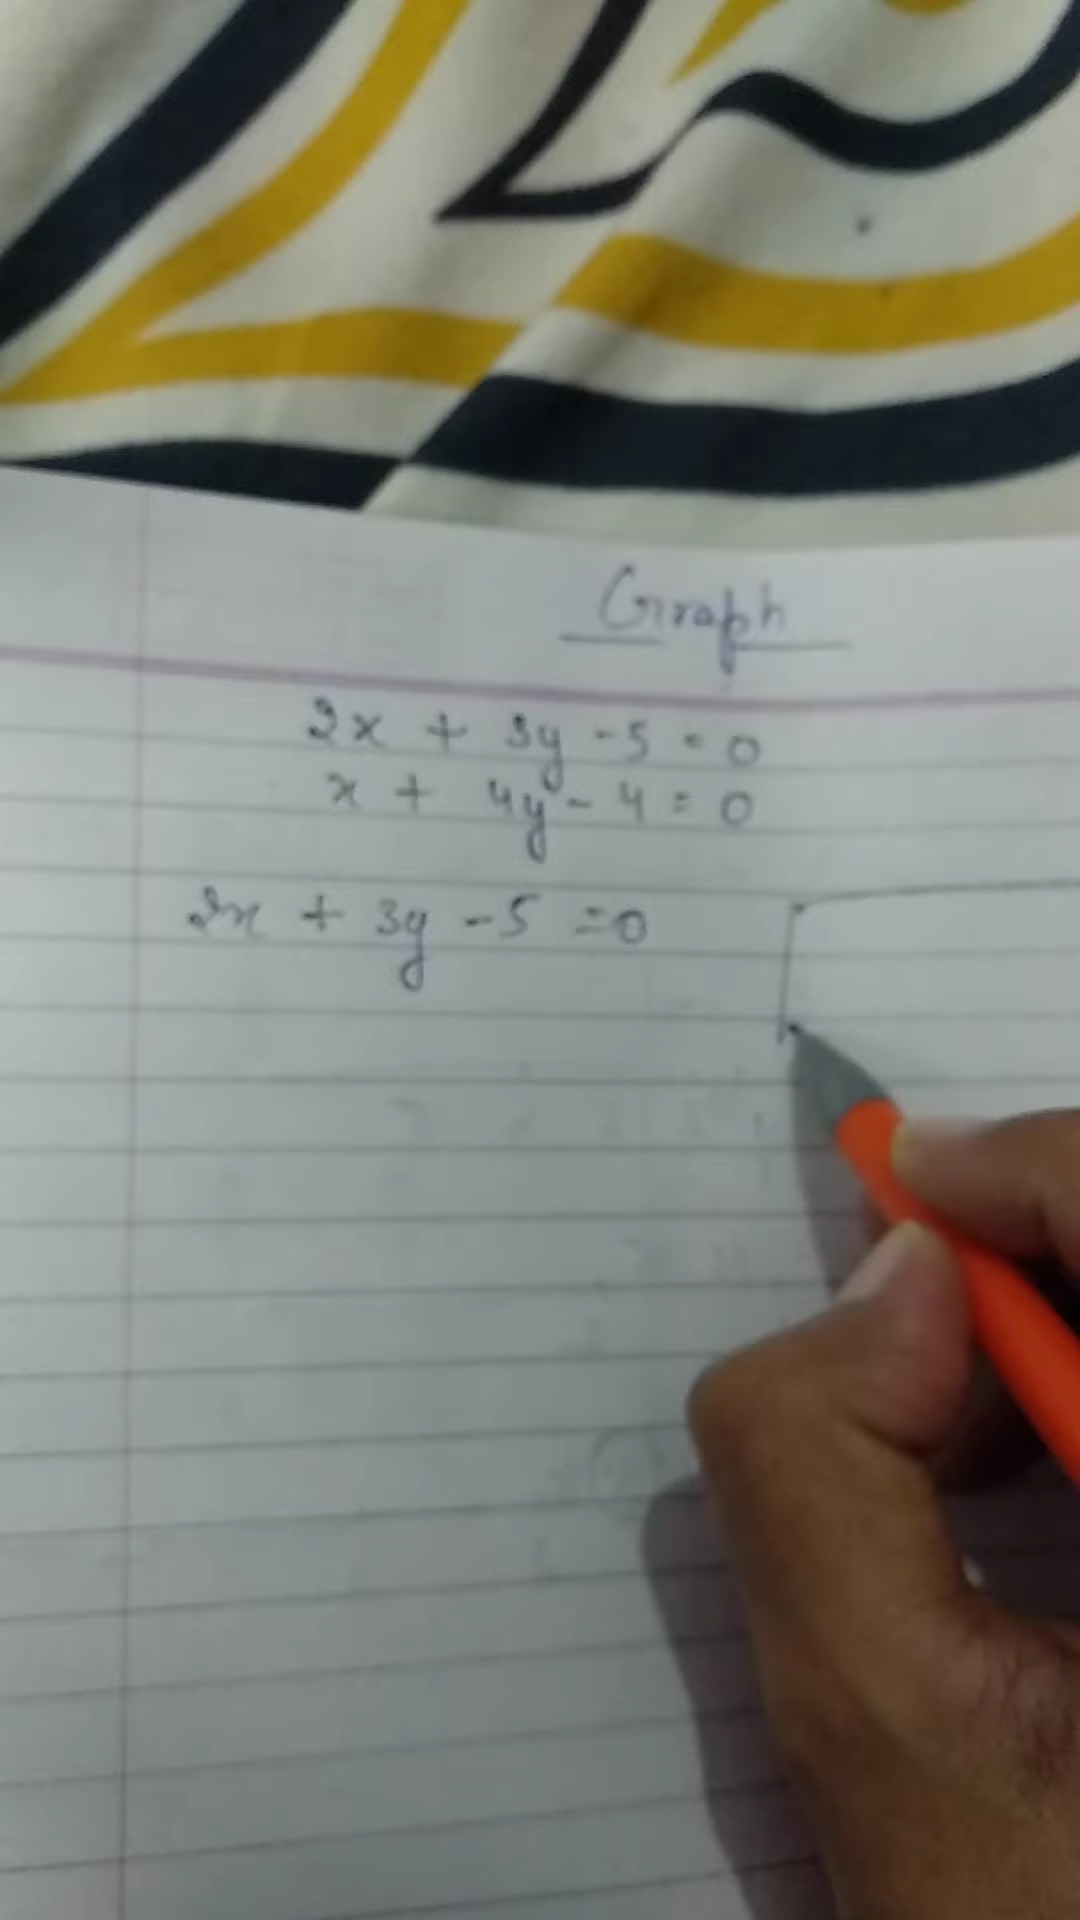 Graph
2x + 3y - 5 = 0
x + 4y - 4 = 0
2x + 3y - 5 = 0